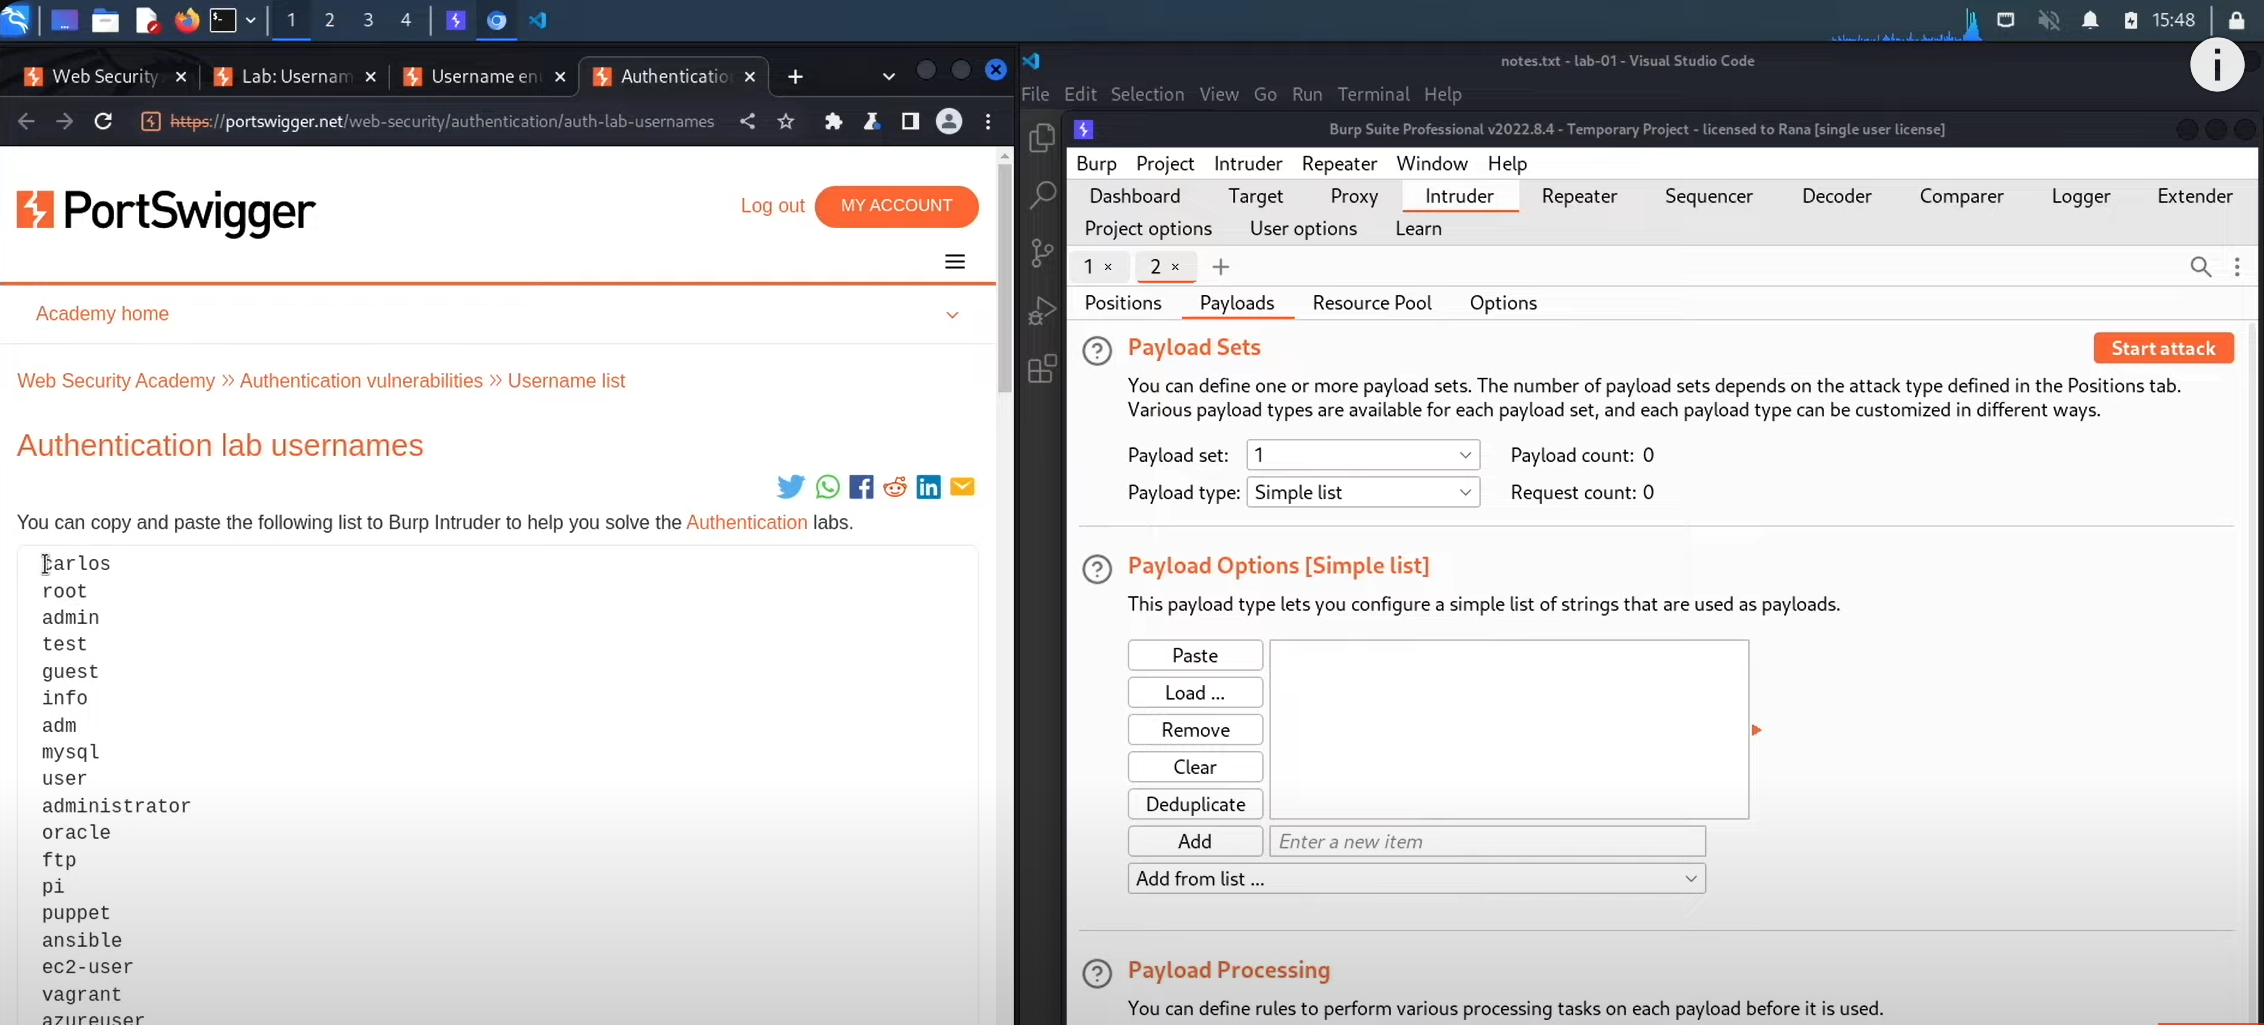 1 2 3 4
15:48
Web Security
Lab: Usernam
Username en
Authenticatio
https://portswigger.net/web-security/authentication/auth-lab-usernames
PortSwigger
Log out
MY ACCOUNT
Academy home
Web Security Academy » Authentication vulnerabilities » Username list
Authentication lab usernames
You can copy and paste the following list to Burp Intruder to help you solve the Authentication labs.
carlos
root
admin
test
guest
info
adm
mysql
user
administrator
oracle
ftp
pi
puppet
ansible
ec2-user
vagrant
azureuser
notes.txt - lab-01 - Visual Studio Code
File Edit Selection View Go Run Terminal Help
Burp Suite Professional v2022.8.4 - Temporary Project - licensed to Rana [single user license]
Burp Project Intruder Repeater Window Help
Dashboard Target Proxy Intruder Repeater Sequencer Decoder Comparer Logger Extender
Project options User options Learn
1 × 2 ×
Positions Payloads Resource Pool Options
Payload Sets
Start attack
You can define one or more payload sets. The number of payload sets depends on the attack type defined in the Positions tab.
Various payload types are available for each payload set, and each payload type can be customized in different ways.
Payload set: 1 Payload count: 0
Payload type: Simple list Request count: 0
Payload Options [Simple list]
This payload type lets you configure a simple list of strings that are used as payloads.
Paste
Load ...
Remove
Clear
Deduplicate
Add Enter a new item
Add from list ...
Payload Processing
You can define rules to perform various processing tasks on each payload before it is used.